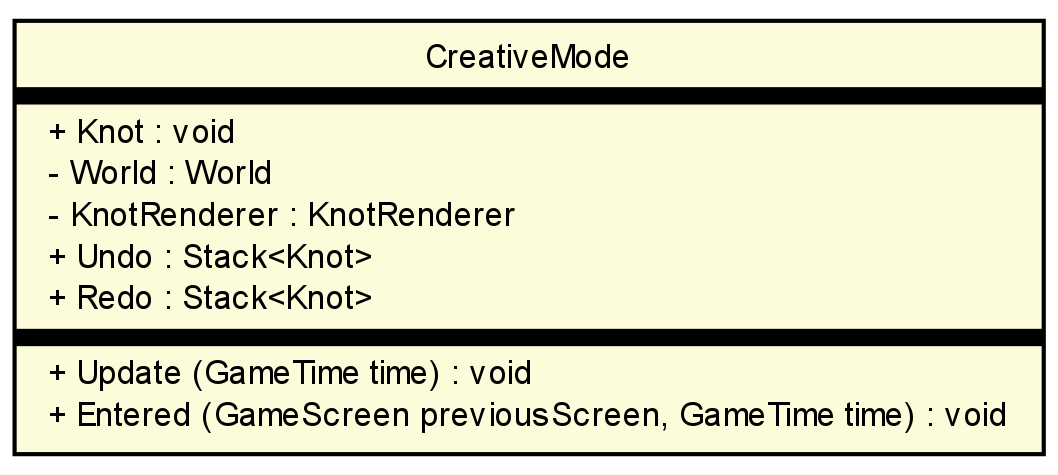 CreativeMode
+ Knot : void
- World : World
- KnotRenderer : KnotRenderer
+ Undo : Stack<Knot>
+ Redo : Stack<Knot>
+ Update (GameTime time) : void
+ Entered (GameScreen previousScreen, GameTime time) : void